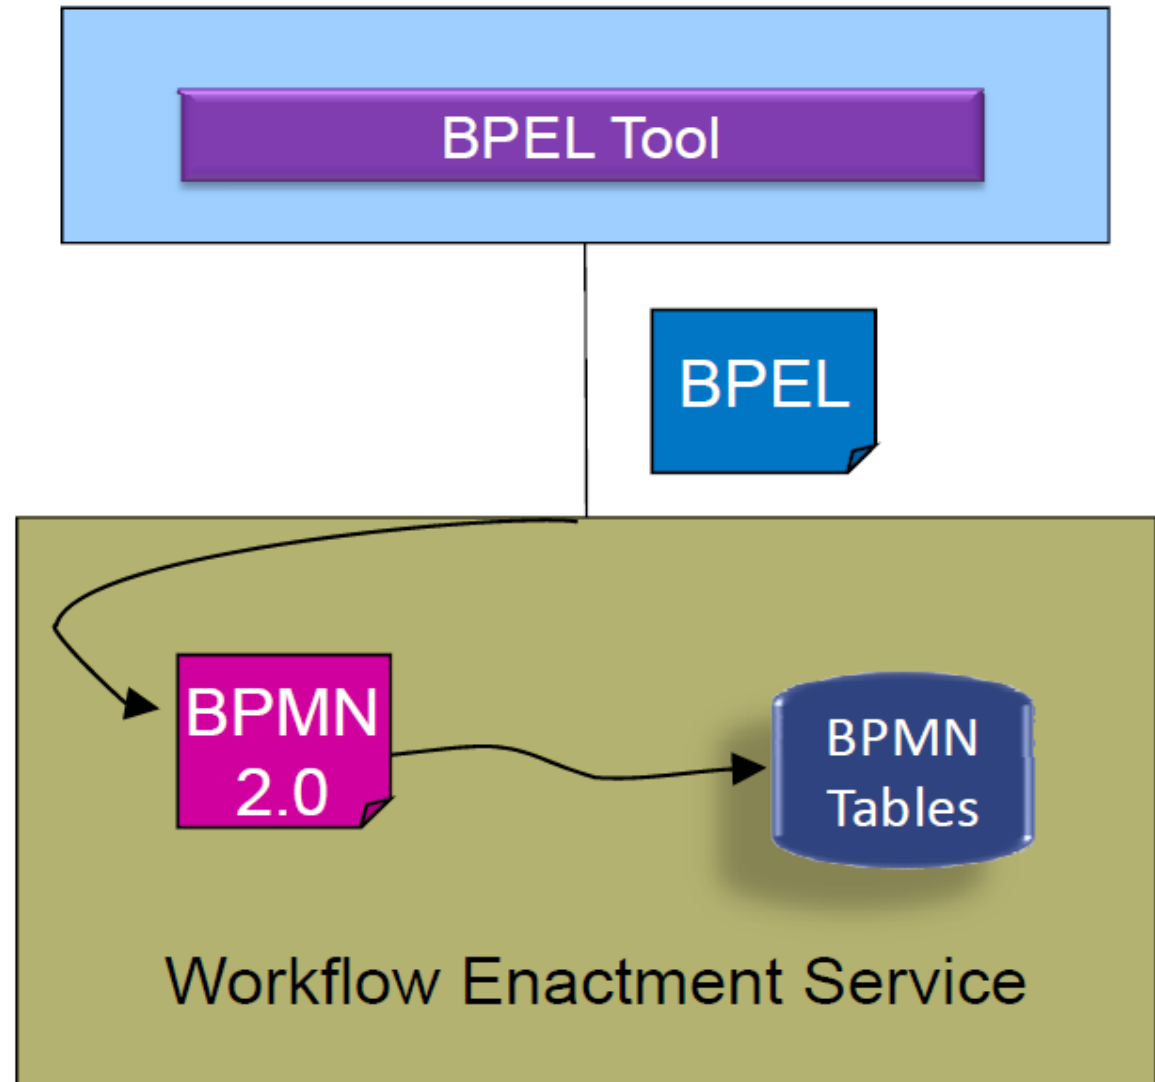 BPEL Tool
BPEL
BPMN
2.0
BPMN
Tables
Workflow Enactment Service